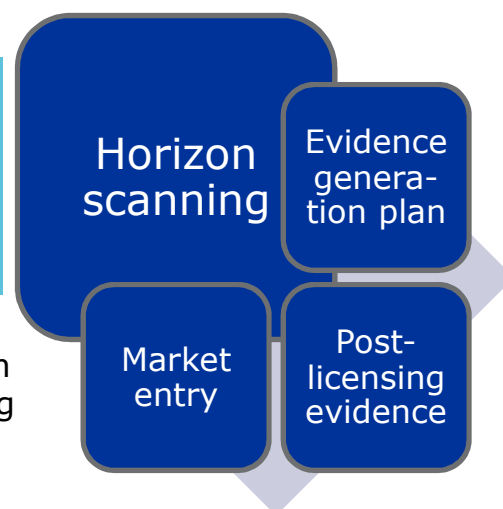 Horizon
scanning
Evidence
genera-
tion plan
Market
entry
Post-
licensing
evidence